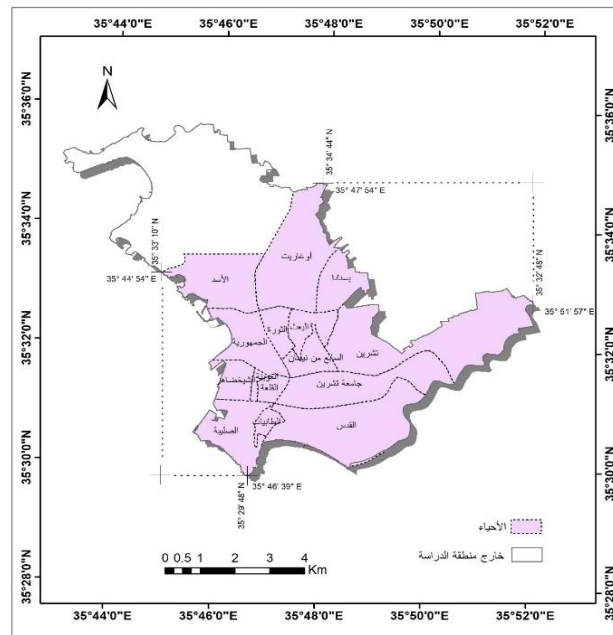 35°44'0"E 35°46'0"E 35°48'0"E 35°50'0"E 35°52'0"E
N
35°36'0"N
35°36'0"N
35° 34' 44" N
35° 47' 54" E
35°34'0"N
35°34'0"N
35° 33' 10" N
35° 44' 54" E
أوغاريت
بسنادا
الأسد
35° 32' 48" N
35° 51' 57" E
35°32'0"N
35°32'0"N
البعث
الثورة
الجمهورية
السابع من نيسان
تشرين
العوينة
الشيخضاهر
القلعة
جامعة تشرين
الطابيات
الصليبة
القدس
35°30'0"N
35°30'0"N
35° 29' 48" N
35° 46' 39" E
الأحياء
خارج منطقة الدراسة
0 0.5 1 2 3 4
Km
35°28'0"N
35°28'0"N
35°44'0"E 35°46'0"E 35°48'0"E 35°50'0"E 35°52'0"E